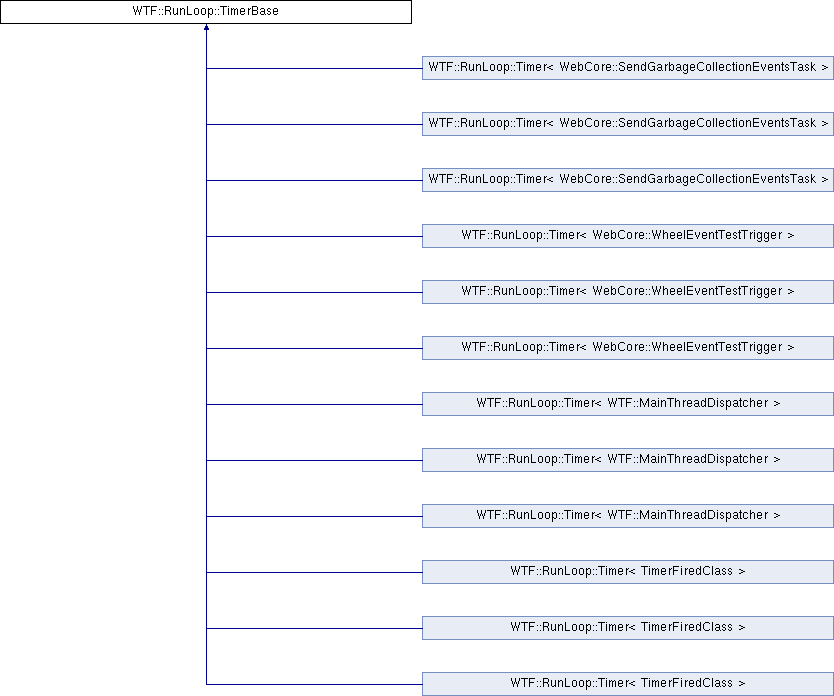 WTF::RunLoop::TimerBase
WTF::RunLoop::Timer< WebCore::SendGarbageCollectionEventsTask >
WTF::RunLoop::Timer< WebCore::SendGarbageCollectionEventsTask >
WTF::RunLoop::Timer< WebCore::SendGarbageCollectionEventsTask >
WTF::RunLoop::Timer< WebCore::WheelEventTestTrigger >
WTF::RunLoop::Timer< WebCore::WheelEventTestTrigger >
WTF::RunLoop::Timer< WebCore::WheelEventTestTrigger >
WTF::RunLoop::Timer< WTF::MainThreadDispatcher >
WTF::RunLoop::Timer< WTF::MainThreadDispatcher >
WTF::RunLoop::Timer< WTF::MainThreadDispatcher >
WTF::RunLoop::Timer< TimerFiredClass >
WTF::RunLoop::Timer< TimerFiredClass >
WTF::RunLoop::Timer< TimerFiredClass >